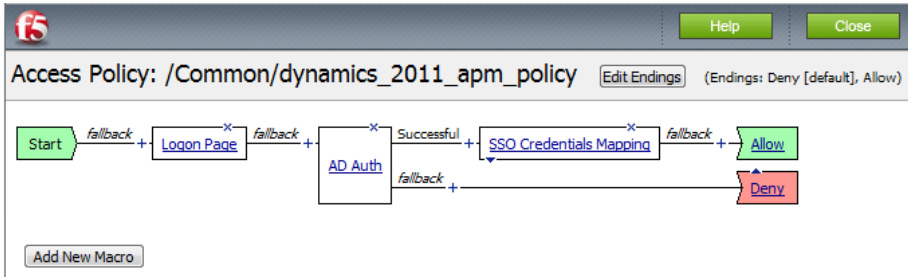 f5
Help
Close
Access Policy: /Common/dynamics_2011_apm_policy
Edit Endings
(Endings: Deny [default], Allow)
Start
fallback
+
Logon Page
×
fallback
+
AD Auth
×
Successful
+
SSO Credentials Mapping
×
fallback
+
Allow
fallback
+
Deny
Add New Macro